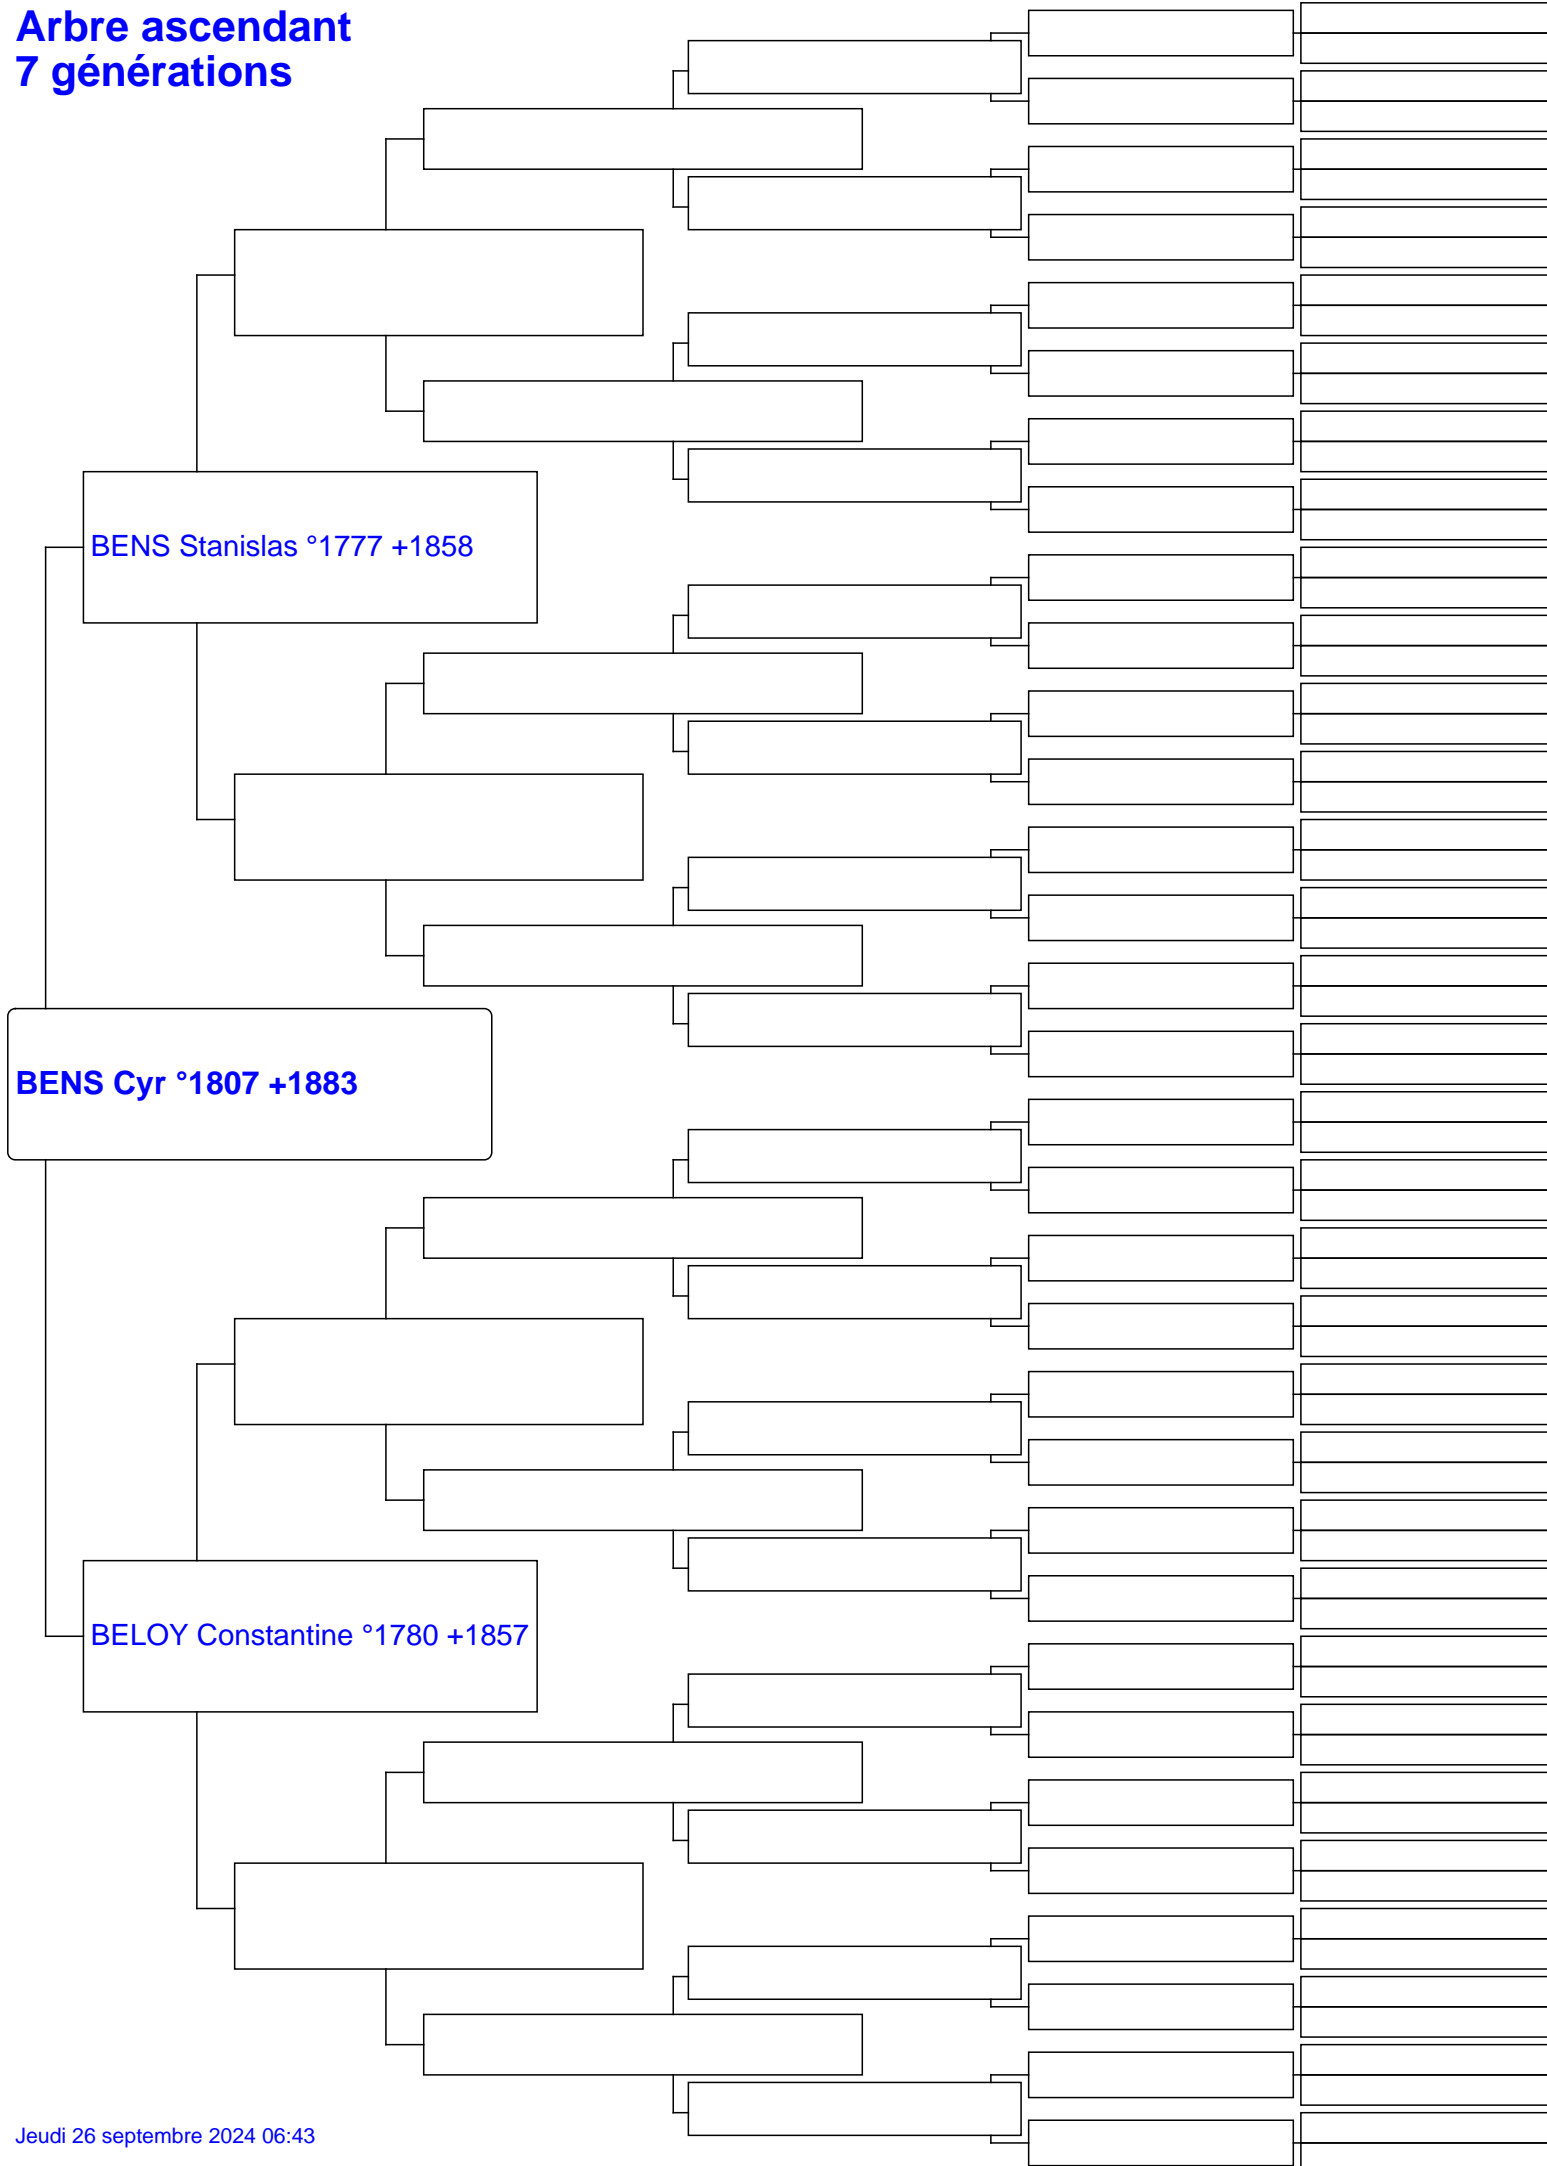 Arbre ascendant
7 générations
BENS Stanislas °1777 +1858
BENS Cyr °1807 +1883
BELOY Constantine °1780 +1857
Jeudi 26 septembre 2024 06:43